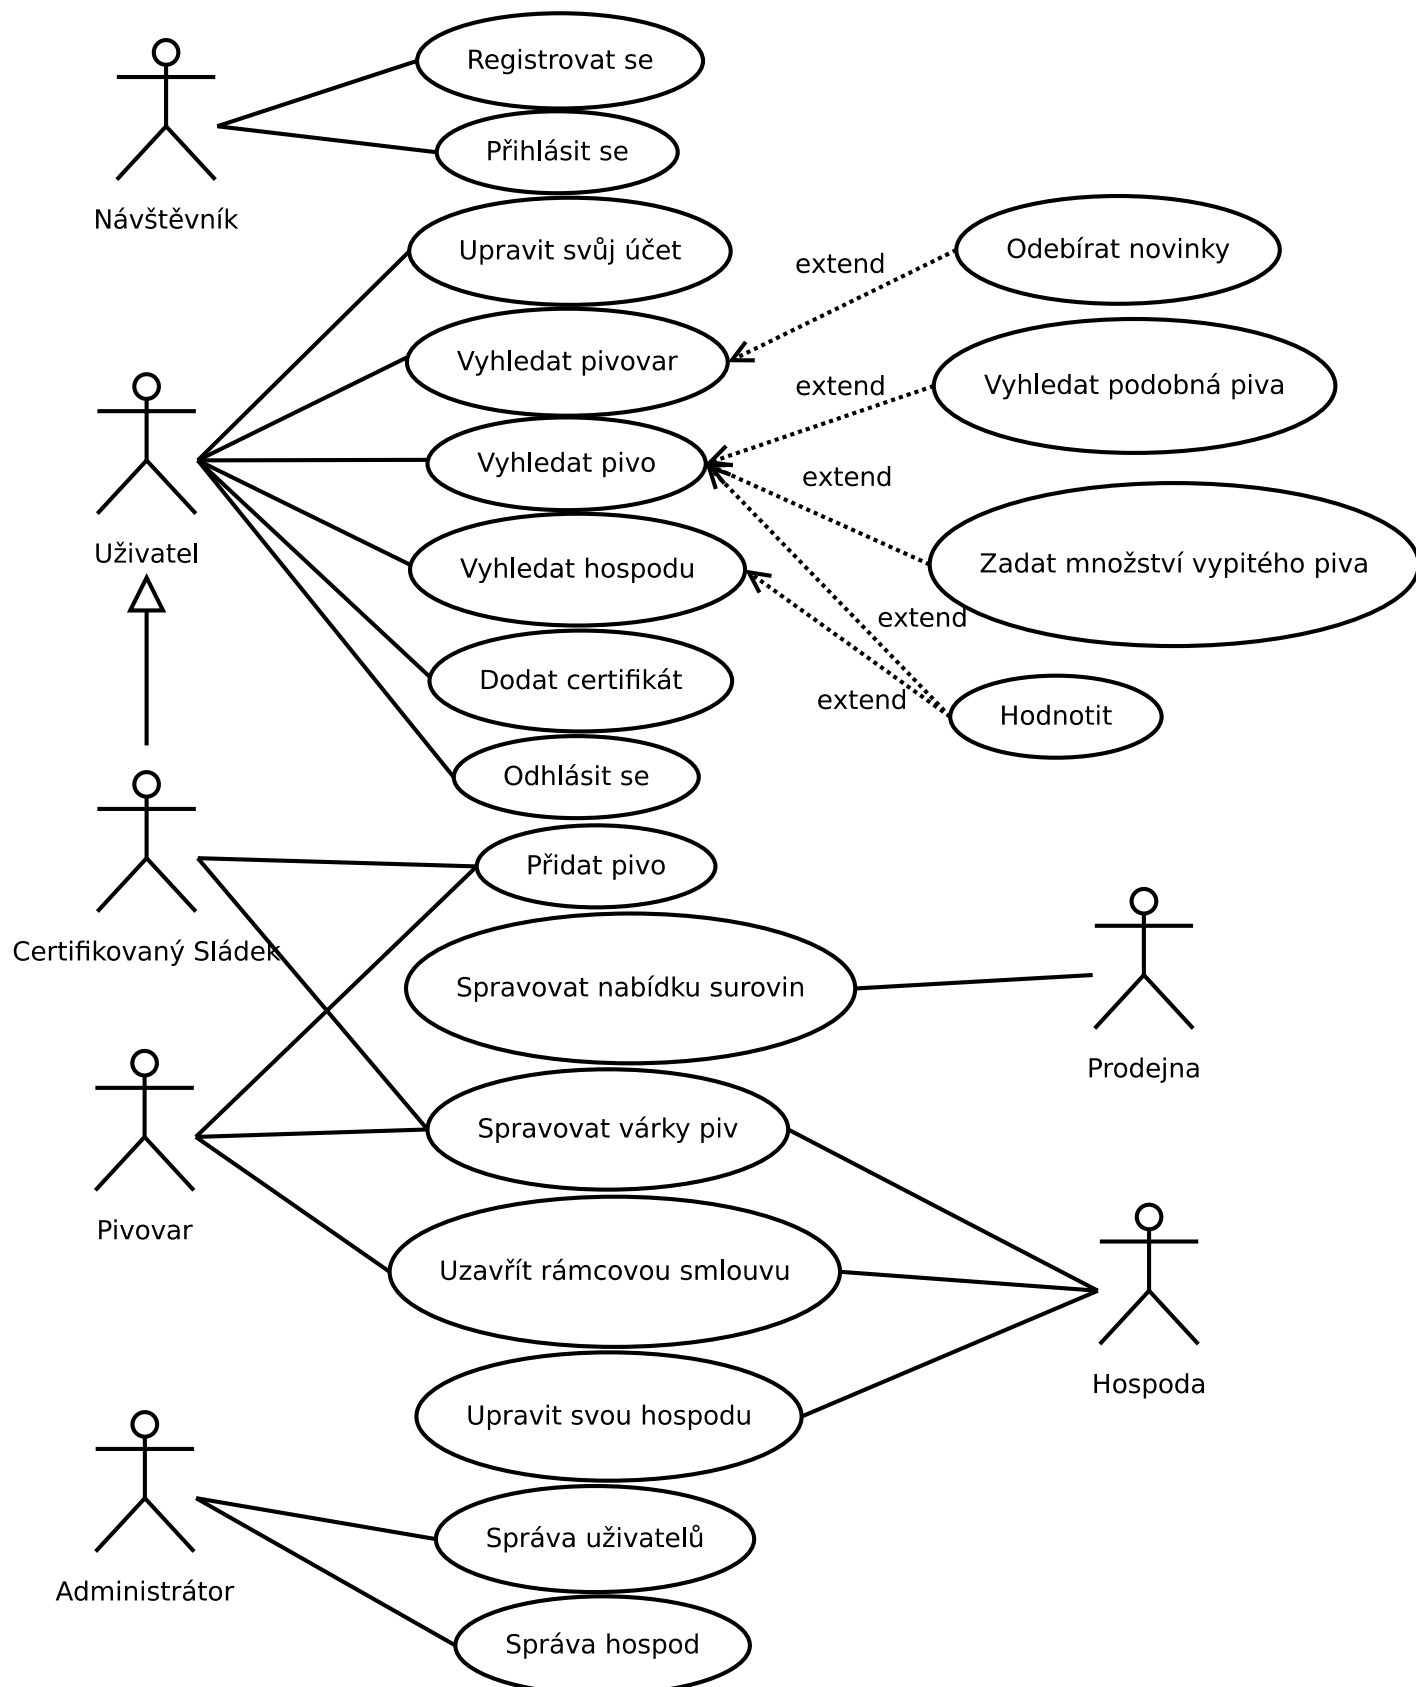 Registrovat se
Přihlásit se
Návštěvník
Upravit svůj účet
extend
Odebírat novinky
Vyhledat pivovar
extend
Vyhledat podobná piva
Vyhledat pivo
extend
Uživatel
Vyhledat hospodu
Zadat množství vypitého piva
extend
Dodat certifikát
extend
Hodnotit
Odhlásit se
Přidat pivo
Certifikovaný Sládek
Spravovat nabídku surovin
Prodejna
Spravovat várky piv
Pivovar
Uzavřít rámcovou smlouvu
Hospoda
Upravit svou hospodu
Správa uživatelů
Administrátor
Správa hospod